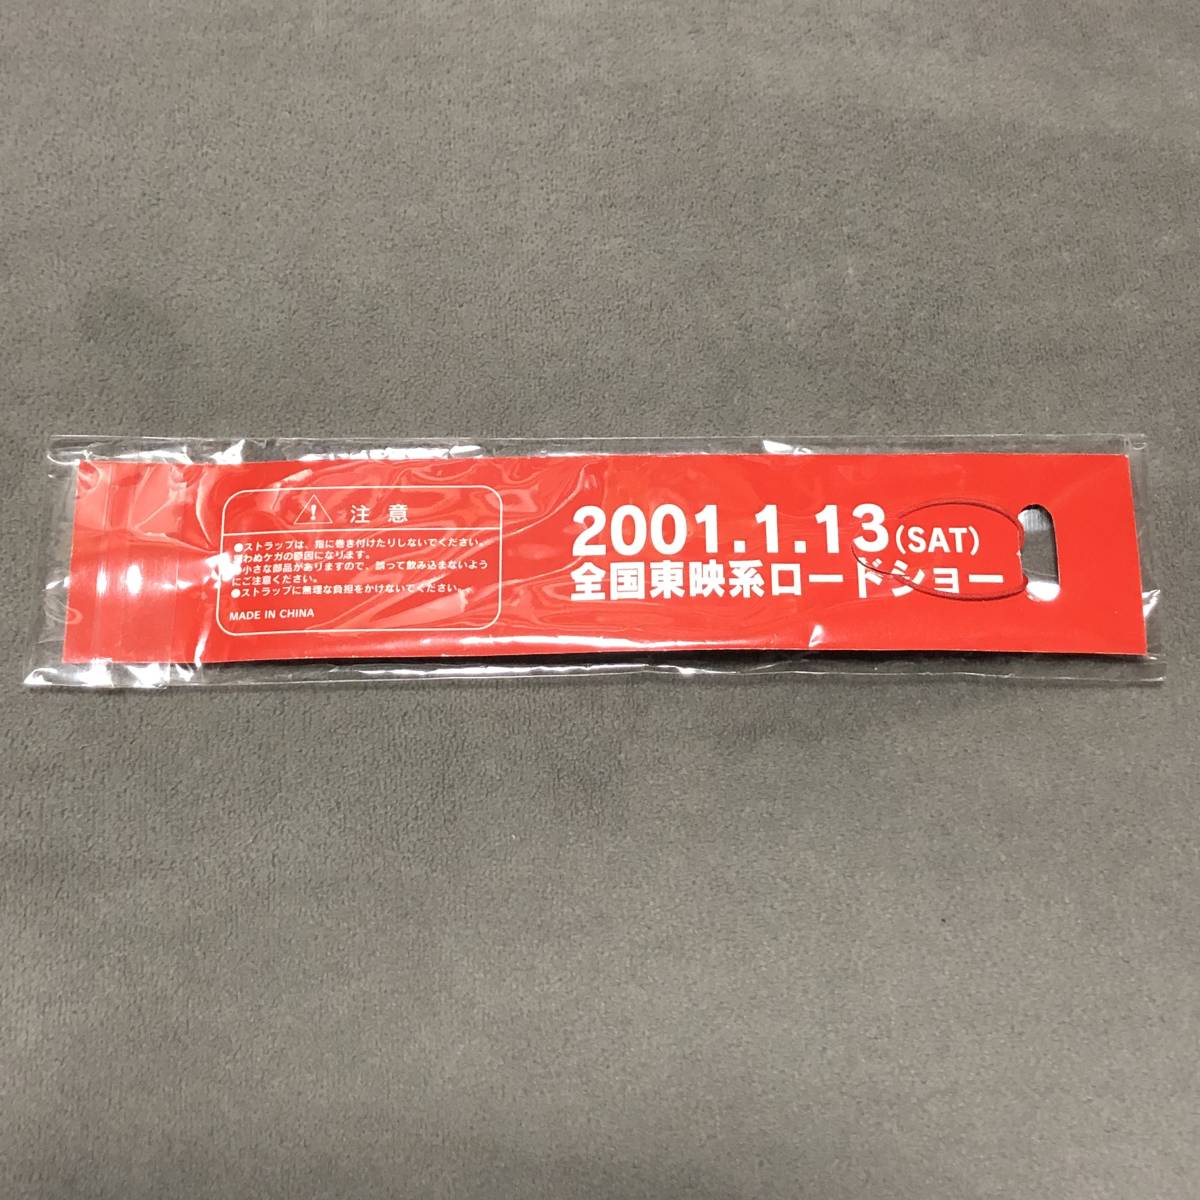 注意
●ストラップは、指に巻き付けたりしないでください。
思わぬケガの原因になります。
●小さな部品がありますので、誤って飲み込まないよう
にご注意ください。
●ストラップに無理な負担をかけないでください。
MADE IN CHINA
2001.1.13(SAT)
全国東映系ロードショー